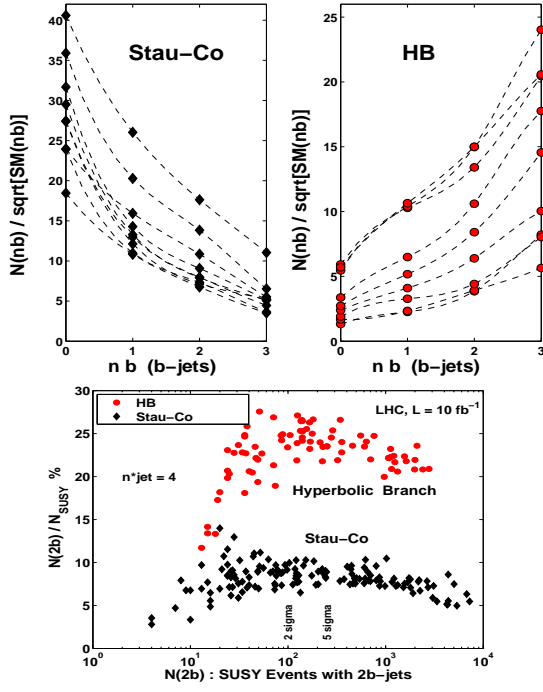 Stau−Co
N(nb) / sqrt[SM(nb)]
40
35
30
25
20
15
10
5
0
0 1 2 3
n b (b−jets)
HB
N(nb) / sqrt[SM(nb)]
25
20
15
10
5
0
0 1 2 3
n b (b−jets)
HB
Stau−Co
LHC, L = 10 fb⁻¹
n*jet = 4
Hyperbolic Branch
Stau−Co
2 sigma
5 sigma
N(2b) / N_SUSY %
30
25
20
15
10
5
0
10⁰ 10¹ 10² 10³ 10⁴
N(2b) : SUSY Events with 2b−jets